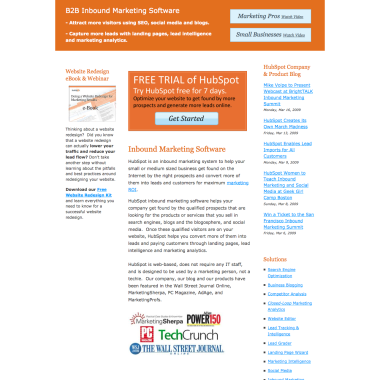 B2B Inbound Marketing Software
- Attract more visitors using SEO, social media and blogs.
- Capture more leads with landing pages, lead intelligence
and marketing analytics.
Marketing Pros Watch Video
Small Businesses Watch Video
Website Redesign
eBook & Webinar
e-Book
Thinking about a website
redesign? Did you know
that a website redesign
can actually lower your
traffic and reduce your
lead flow? Don't take
another step without
learning about the pitfalls
and best practices around
redesigning your website.
Download our Free
Website Redesign Kit
and learn everything you
need to know for a
successful website
redesign.
FREE TRIAL of HubSpot
Try HubSpot free for 7 days.
Optimize your website to get found by more
prospects and generate more leads and
Get Started
Inbound Marketing Software
HubSpot is an inbound marketing system to help your
small or medium sized business get found on the
Internet by the right prospects and convert more of
them into leads and customers for maximum marketing
ROI.
HubSpot inbound marketing software helps your
company get found by the qualified prospects that are
looking for the products or services that you sell in
search engines, blogs and the blogosphere, and social
media. Once these qualified visitors are on your
website, HubSpot helps you convert more of them into
leads and paying customers through landing pages, lead
intelligence and marketing analytics.
HubSpot is web-based, does not require any IT staff,
and is designed to be used by a marketing person, not a
techie. Our company, our blog and our products have
been featured in the Wall Street Journal Online,
MarketingSherpa, PC Magazine, AdAge, and
MarketingProfs.
MarketingSherpa
POWER150
PC
TechCrunch
THE WALL STREET JOURNAL
ONLINE
HubSpot Company
& Product Blog
Mike Volpe to Present
Webcast at BrightTALK
Inbound Marketing
Summit
Monday, Mar 16, 2009
HubSpot Creates Its
Own March Madness
Friday, Mar 13, 2009
HubSpot Enables
Lead Imports for All
Customers
Monday, Mar 9, 2009
HubSpot Woman to
Teach Inbound
Marketing and Social
Media at Geek Girl
Camp Boston
Sunday, Mar 8, 2009
Win a Ticket to the San
Francisco Inbound
Marketing Summit
Friday, Mar 6, 2009
Solutions
Search Engine
Optimization
Business Blogging
Competitor Analysis
Closed-Loop Marketing
Analytics
Website Editor
Lead Tracking &
Intelligence
Lead Grader
Landing Page Wizard
Marketing Intelligence
Social Media